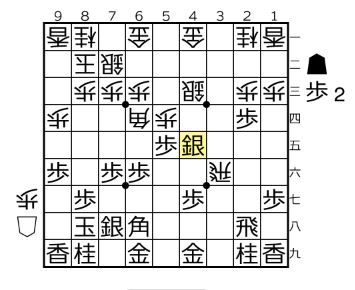 9 8 7 6 5 4 3 2 1
香 桂 金 金 桂 香 一
王 銀 二
歩 歩 歩 銀 歩 歩 三
歩 角 歩 歩 四
歩 銀 五
歩 歩 歩 飛 六
歩 歩 歩 七
玉 銀 角 飛 八
香 桂 金 金 桂 香 九
歩 2
歩